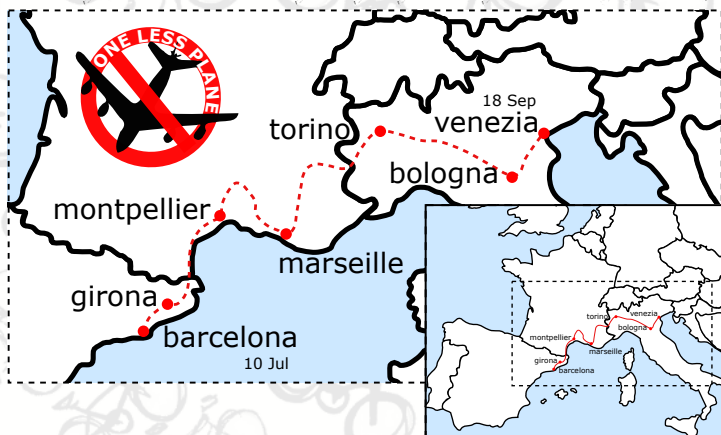 ONE LESS PLANE
18 Sep
torino
venezia
bologna
montpellier
marseille
girona
barcelona
10 Jul
torino
venezia
bologna
montpellier
marseille
girona
barcelona